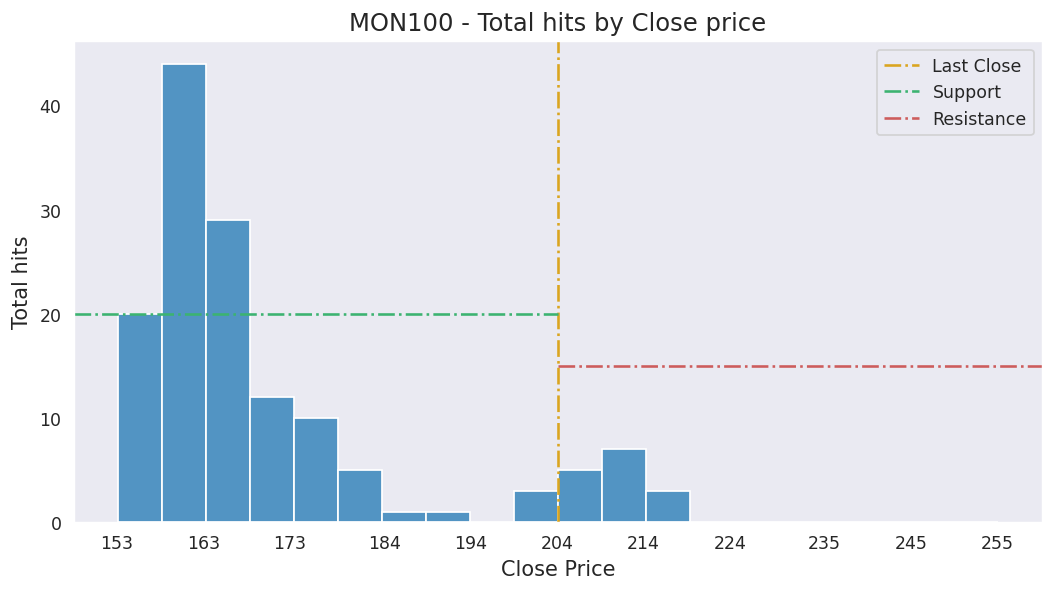 MON100 - Total hits by Close price
Last Close
Support
Resistance
Total hits
40
30
20
10
0
153 163 173 184 194 204 214 224 235 245 255
Close Price